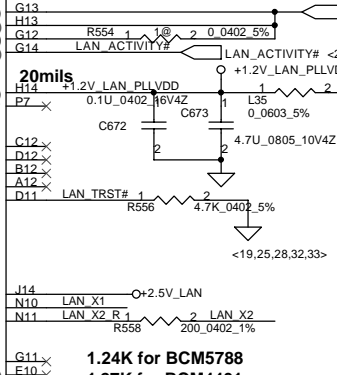 G13
H13
G12 R554 1 1@ 2 0_0402_5%
G14 LAN_ACTIVITY#
LAN_ACTIVITY# <2
20mils
+1.2V_LAN_PLLVD
H14 +1.2V_LAN_PLLVDD
P7 0.1U_0402_16V4Z 1 1 L35
C673 0_0603_5%
C672
4.7U_0805_10V4Z
C12 2 2
D12
B12
A12
D11 LAN_TRST# 1 2
R556 4.7K_0402_5%
<19,25,28,32,33>
J14 +2.5V_LAN
N10 LAN_X1
N11 LAN_X2_R 1 2 LAN_X2
R558 200_0402_1%
G11 1.24K for BCM5788
E10